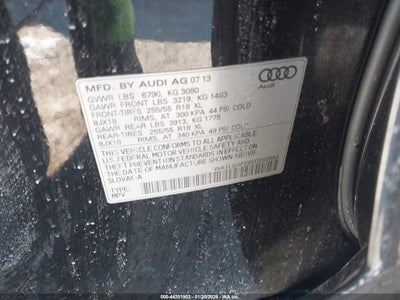 MFD. BY AUDI AG 07 13
GVWR LBS 6790, KG 3080
GAWR FRONT LBS 3219, KG 1460
FRONT-TIRES 255/55 R18 XL
8JX18 RIMS, AT 300 KPA 44 PSI COLD
GAWR REAR LBS 3913, KG 1775
REAR-TIRES 255/55 R18 XL
8JX18 RIMS, AT 340 KPA 49 PSI COLD
THIS VEHICLE CONFORMS TO ALL APPLICABLE
U.S. FEDERAL MOTOR VEHICLE SAFETY AND
THEFT PREVENTION STANDARDS IN EFFECT ON
THE DATE OF MANUFACTURE SHOWN ABOVE.
SLOVAKIA
TYPE:
MPV
Audi
000-44201902 - 01/20/2026 -